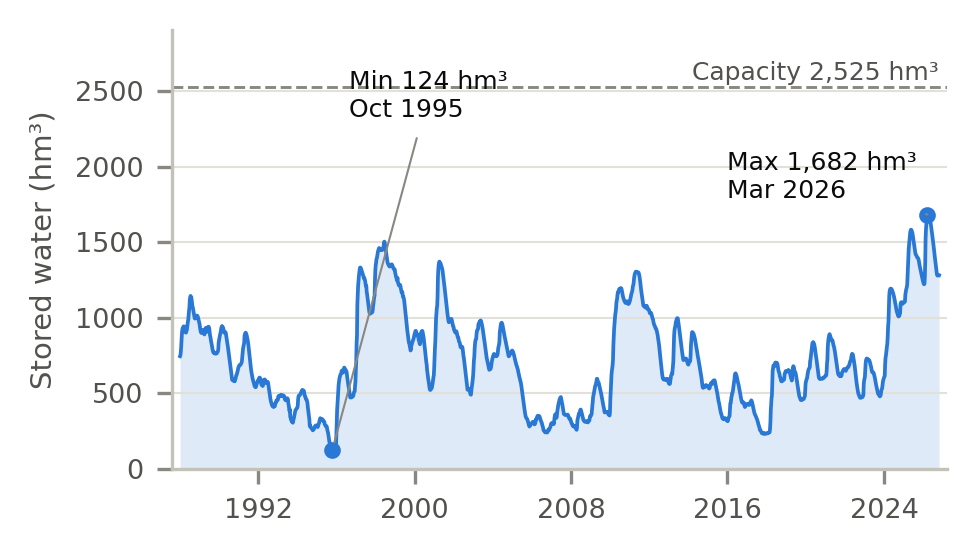 Min 124 hm³
Oct 1995
Capacity 2,525 hm³
Max 1,682 hm³
Mar 2026
Stored water (hm³)
2500
2000
1500
1000
500
0
1992
2000
2008
2016
2024